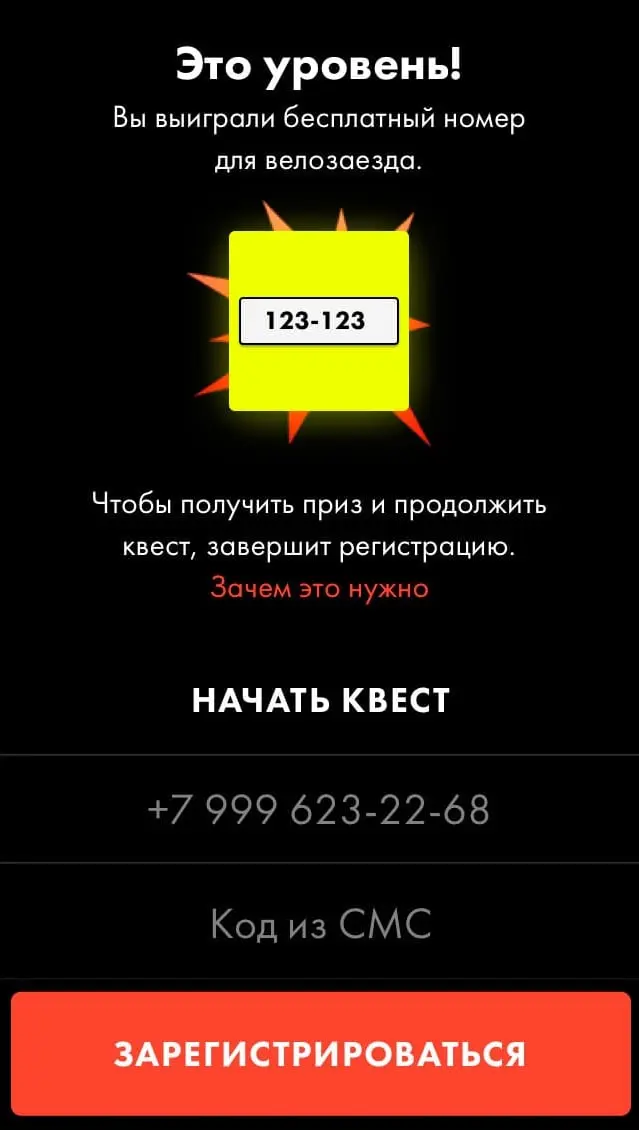 Это уровень!
Вы выиграли бесплатный номер
для велозаезда.
123-123
Чтобы получить приз и продолжить
квест, завершит регистрацию.
Зачем это нужно
НАЧАТЬ КВЕСТ
+7 999 623-22-68
Код из СМС
ЗАРЕГИСТРИРОВАТЬСЯ